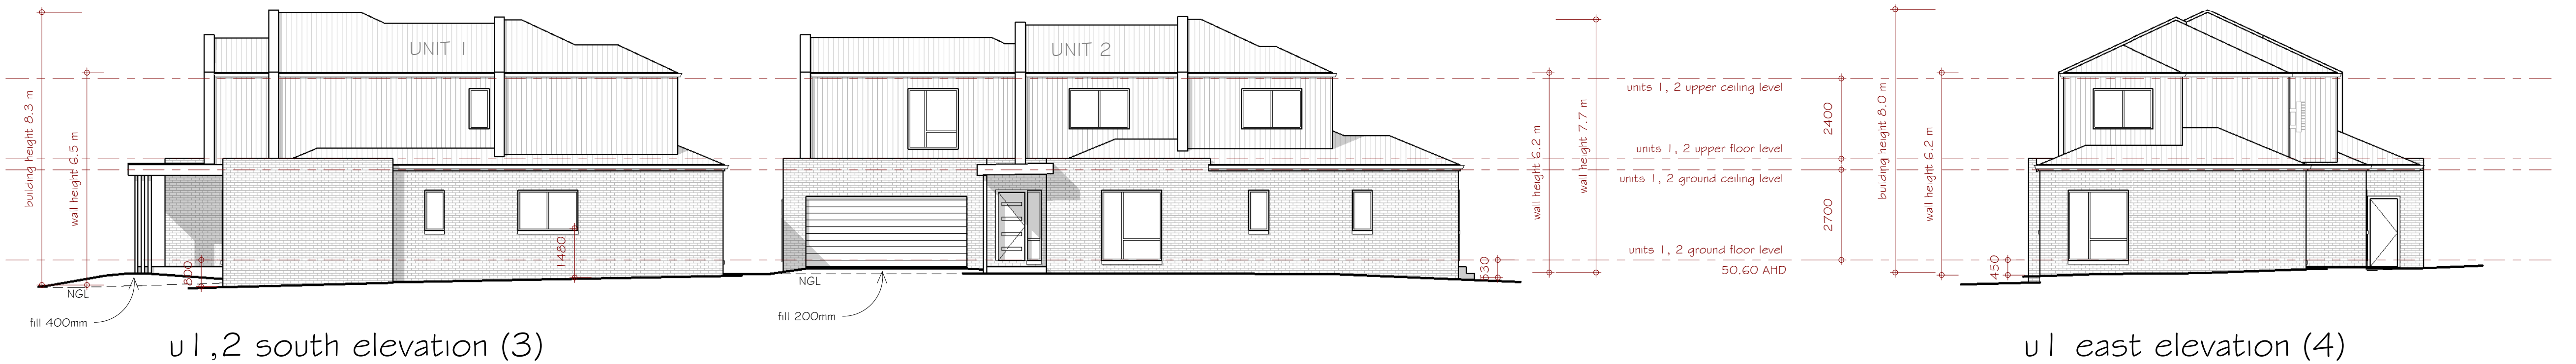 building height 8.3 m
wall height 6.5 m
UNIT 1
800
1480
NGL
fill 400mm
u1,2 south elevation (3)
UNIT 2
NGL
fill 200mm
530
wall height 6.2 m
wall height 7.7 m
units 1, 2 upper ceiling level
2400
units 1, 2 upper floor level
units 1, 2 ground ceiling level
2700
units 1, 2 ground floor level
50.60 AHD
building height 8.0 m
wall height 6.2 m
450
u1 east elevation (4)